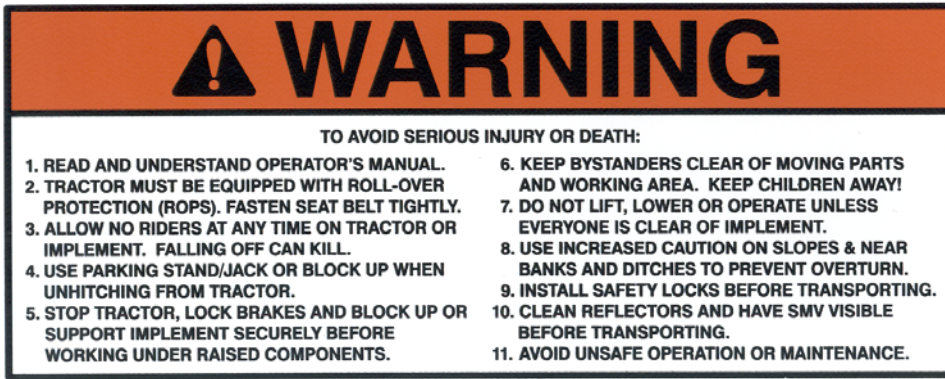 WARNING
TO AVOID SERIOUS INJURY OR DEATH:
1. READ AND UNDERSTAND OPERATOR'S MANUAL.
2. TRACTOR MUST BE EQUIPPED WITH ROLL-OVER
PROTECTION (ROPS). FASTEN SEAT BELT TIGHTLY.
3. ALLOW NO RIDERS AT ANY TIME ON TRACTOR OR
IMPLEMENT. FALLING OFF CAN KILL.
4. USE PARKING STAND/JACK OR BLOCK UP WHEN
UNHITCHING FROM TRACTOR.
5. STOP TRACTOR, LOCK BRAKES AND BLOCK UP OR
SUPPORT IMPLEMENT SECURELY BEFORE
WORKING UNDER RAISED COMPONENTS.
6. KEEP BYSTANDERS CLEAR OF MOVING PARTS
AND WORKING AREA. KEEP CHILDREN AWAY!
7. DO NOT LIFT, LOWER OR OPERATE UNLESS
EVERYONE IS CLEAR OF IMPLEMENT.
8. USE INCREASED CAUTION ON SLOPES & NEAR
BANKS AND DITCHES TO PREVENT OVERTURN.
9. INSTALL SAFETY LOCKS BEFORE TRANSPORTING.
10. CLEAN REFLECTORS AND HAVE SMV VISIBLE
BEFORE TRANSPORTING.
11. AVOID UNSAFE OPERATION OR MAINTENANCE.